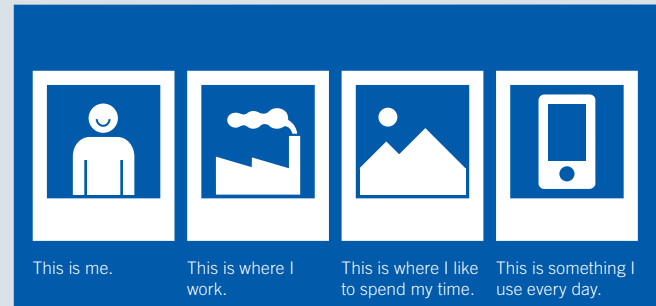 This is me.
This is where I
work.
This is where I like
to spend my time.
This is something I
use every day.